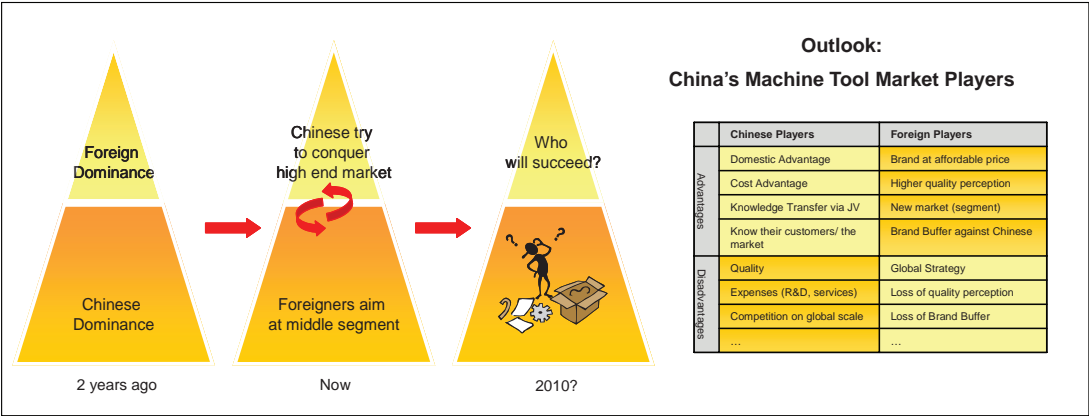 Outlook:
China's Machine Tool Market Players
Foreign
Dominance
Chinese
Dominance
2 years ago
Chinese try
to conquer
high end market
Foreigners aim
at middle segment
Now
Who
will succeed?
? ?
2010?
Chinese Players Foreign Players
Advantages
Domestic Advantage Brand at affordable price
Cost Advantage Higher quality perception
Knowledge Transfer via JV New market (segment)
Know their customers/ the
market
Brand Buffer against Chinese
Disadvantages
Quality Global Strategy
Expenses (R&D, services) Loss of quality perception
Competition on global scale Loss of Brand Buffer
... ...